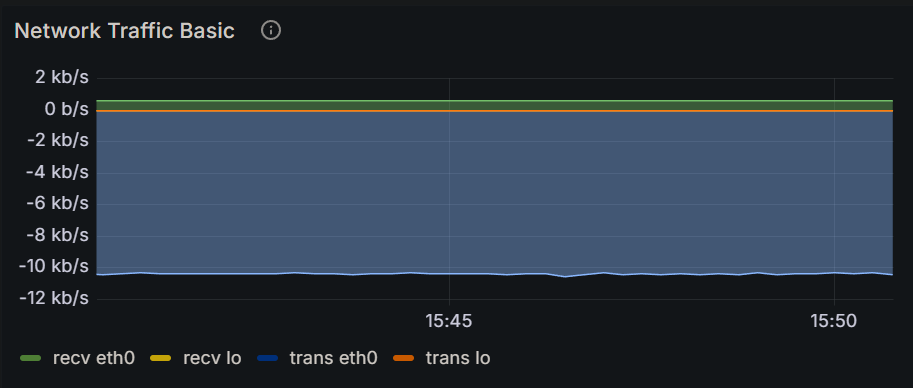 Network Traffic Basic
2 kb/s
0 b/s
-2 kb/s
-4 kb/s
-6 kb/s
-8 kb/s
-10 kb/s
-12 kb/s
15:45 15:50
recv eth0 recv lo trans eth0 trans lo